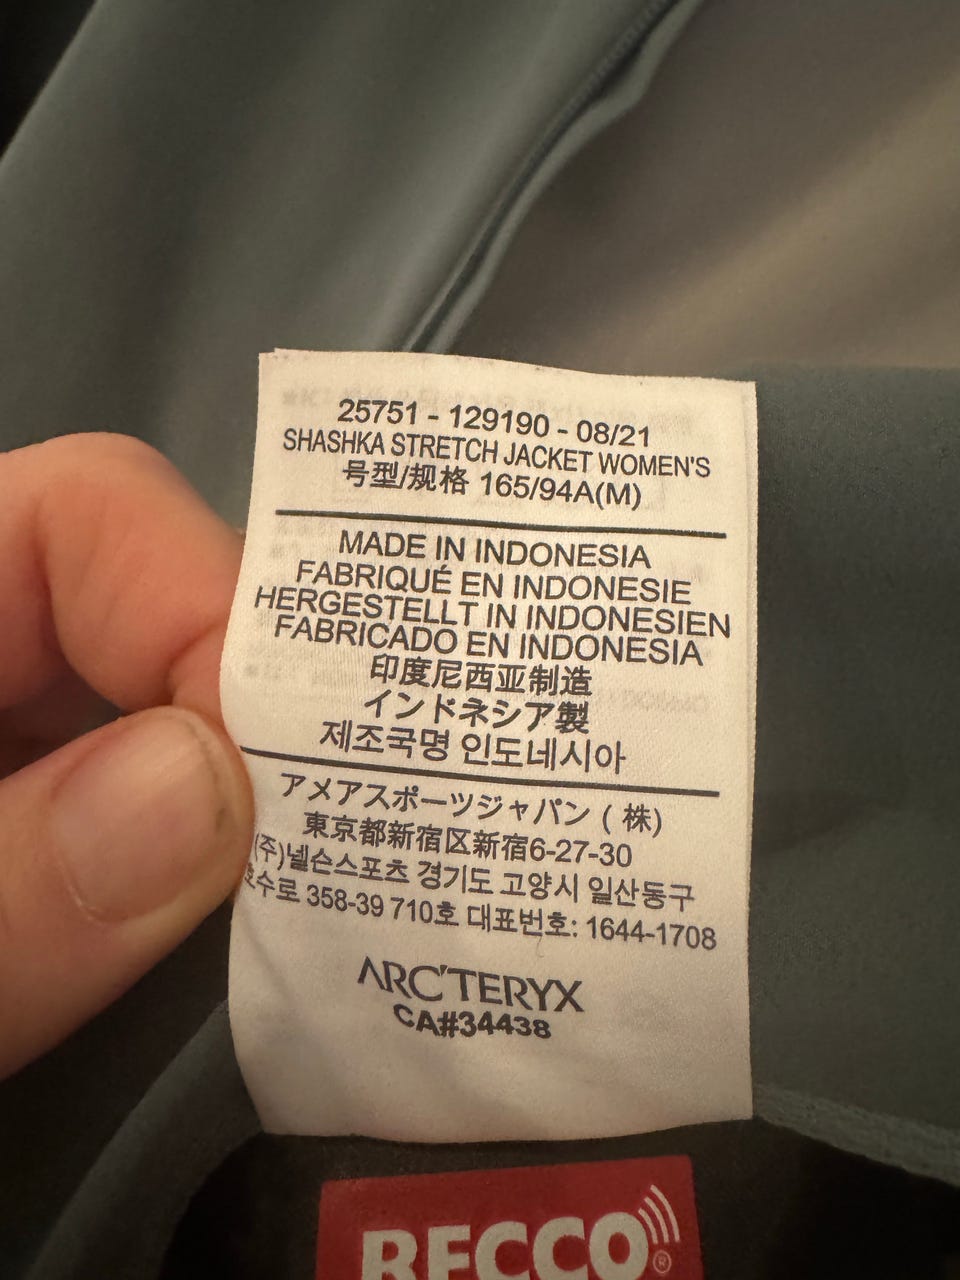 25751 - 129190 - 08/21
SHASHKA STRETCH JACKET WOMEN'S
号型/规格 165/94A(M)
MADE IN INDONESIA
FABRIQUÉ EN INDONESIE
HERGESTELLT IN INDONESIEN
FABRICADO EN INDONESIA
印度尼西亚制造
インドネシア製
제조국명 인도네시아
アメアスポーツジャパン ( 株)
東京都新宿区新宿6-27-30
(주)넬슨스포츠 경기도 고양시 일산동구
호수로 358-39 710호 대표번호: 1644-1708
ARC'TERYX
CA#34438
RECCO®